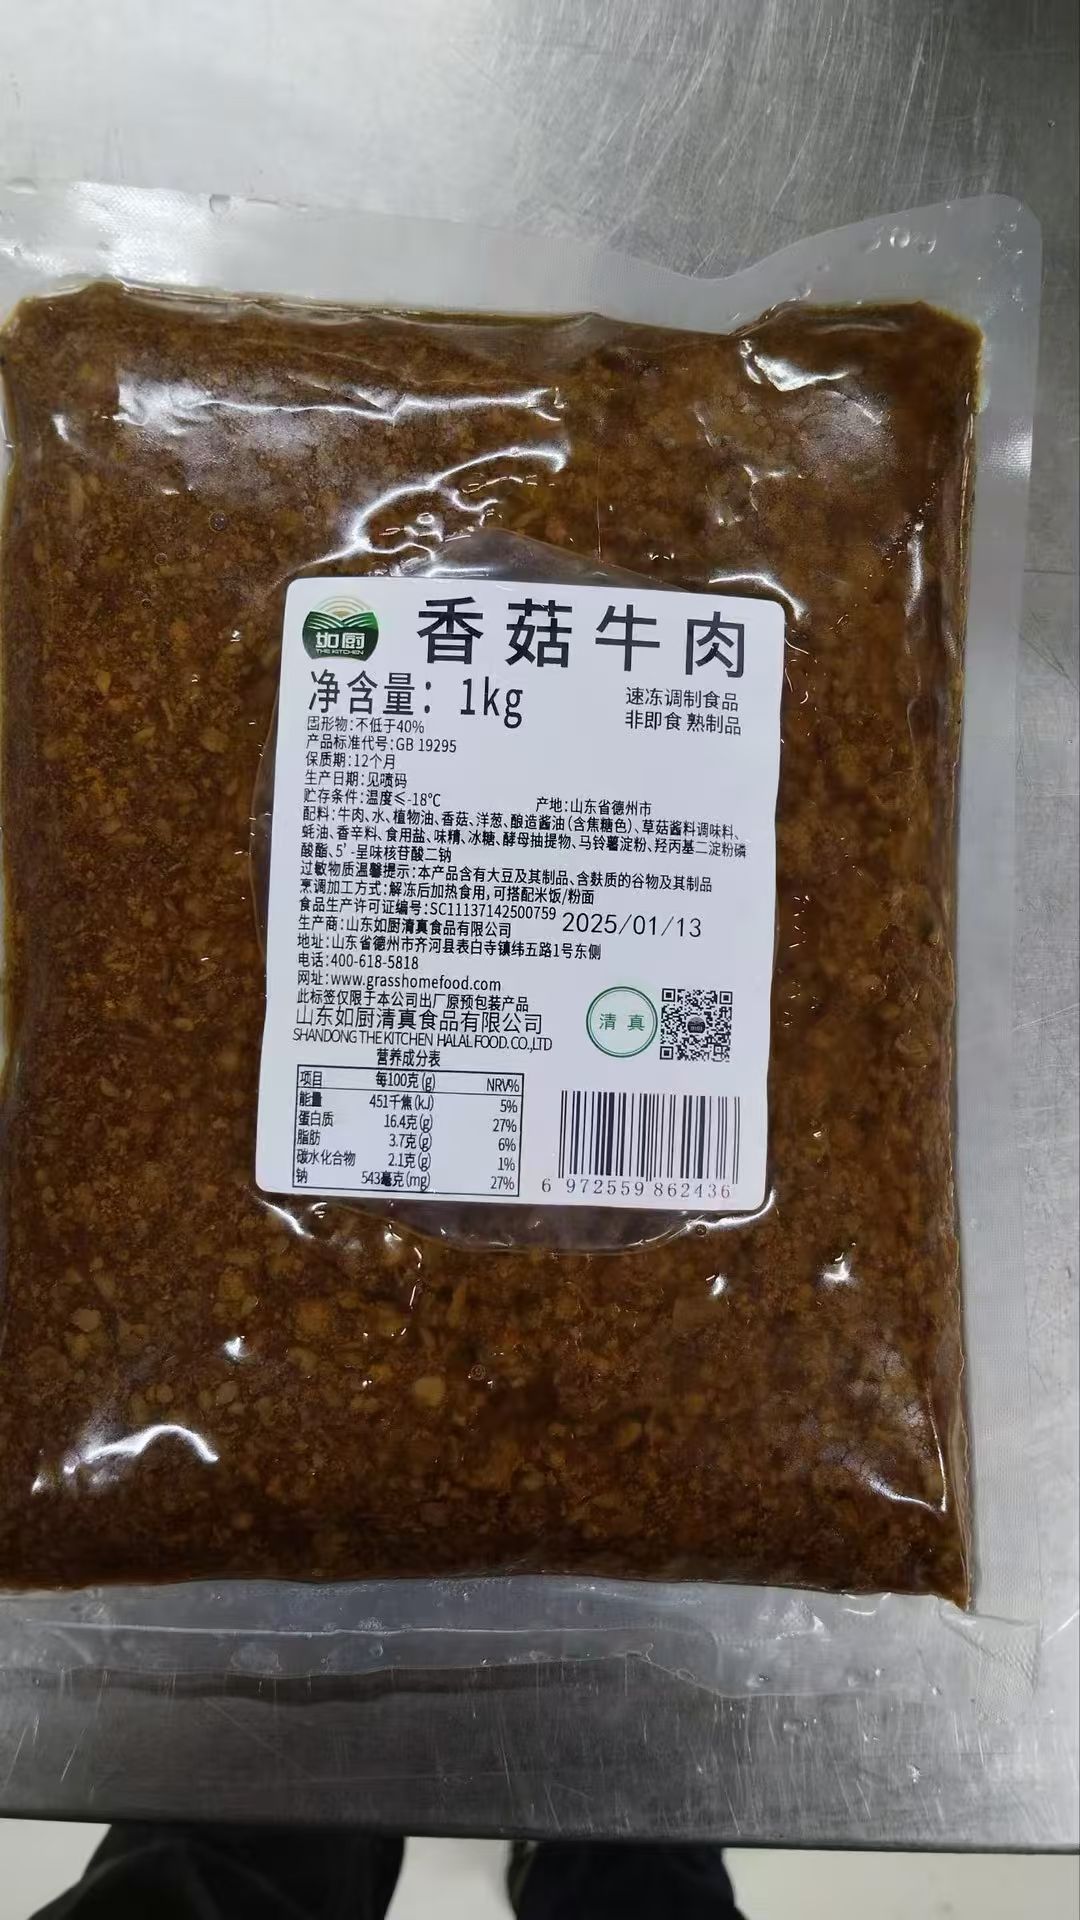 如厨
THE KITCHEN
香菇牛肉
净含量：1kg
速冻调制食品
非即食 熟制品
固形物：不低于40%
产品标准代号：GB 19295
保质期：12个月
生产日期：见喷码
贮存条件：温度≤-18℃
产地：山东省德州市
配料：牛肉、水、植物油、香菇、洋葱、酿造酱油（含焦糖色）、草菇酱料调味料、
蚝油、香辛料、食用盐、味精、冰糖、酵母抽提物、马铃薯淀粉、羟丙基二淀粉磷
酸酯、5'-呈味核苷酸二钠
过敏物质温馨提示：本产品含有大豆及其制品、含麸质的谷物及其制品
烹调加工方式：解冻后加热食用，可搭配米饭/粉面
食品生产许可证编号：SC11137142500759
2025/01/13
生产商：山东如厨清真食品有限公司
地址：山东省德州市齐河县表白寺镇纬五路1号东侧
电话：400-618-5818
网址：www.grasshomefood.com
此标签仅限于本公司出厂原预包装产品
山东如厨清真食品有限公司
SHANDONG THE KITCHEN HALAL FOOD. CO.,LTD
清真
营养成分表
项目 每100克(g) NRV%
能量 451千焦(kJ) 5%
蛋白质 16.4克(g) 27%
脂肪 3.7克(g) 6%
碳水化合物 2.1克(g) 1%
钠 543毫克(mg) 27%
6 972559 862436